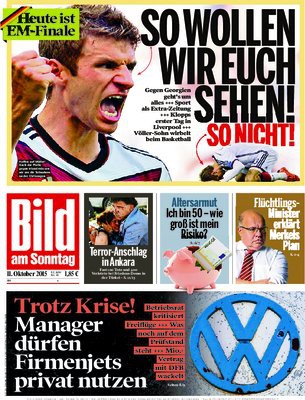 Heute ist
EM-Finale
SO WOLLEN
WIR EUCH
SEHEN!
SO NICHT!
Gegen Georgien
geht's um
alles +++ Sport
als Extra-Zeitung
+++ Klopps
erster Tag in
Liverpool +++
Völler-Sohn wirbelt
beim Basketball
Bild
am Sonntag
11. Oktober 2015
1,85 €
Terror-Anschlag
in Ankara
Altersarmut
Ich bin 50 – wie
groß ist mein
Risiko?
Flüchtlings-
Minister
erklärt
Merkels
Plan
Trotz Krise!
Manager
dürfen
Firmenjets
privat nutzen
Betriebsrat
kritisiert
Freiflüge +++ Was
noch auf dem
Prüfstand
steht +++ Mio.-
Vertrag
mit DFB
wackelt